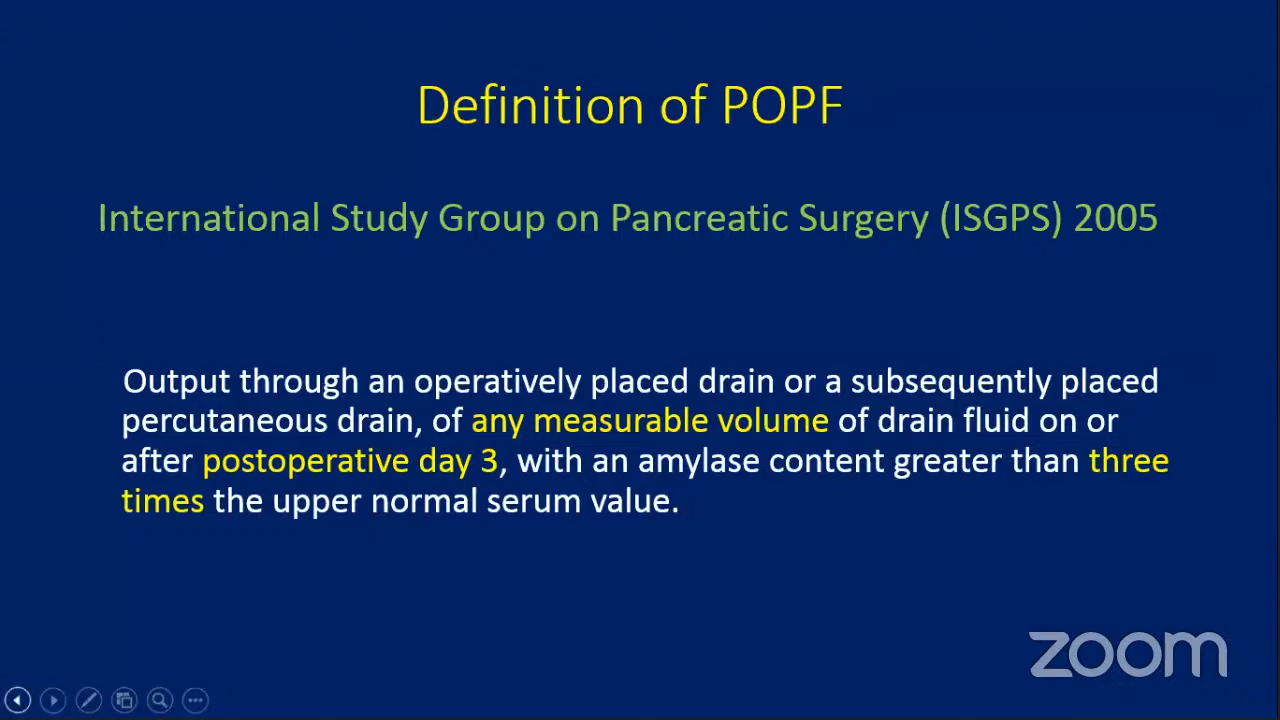 Definition of POPF
International Study Group on Pancreatic Surgery (ISGPS) 2005
Output through an operatively placed drain or a subsequently placed
percutaneous drain, of any measurable volume of drain fluid on or
after postoperative day 3, with an amylase content greater than three
times the upper normal serum value.
zoom